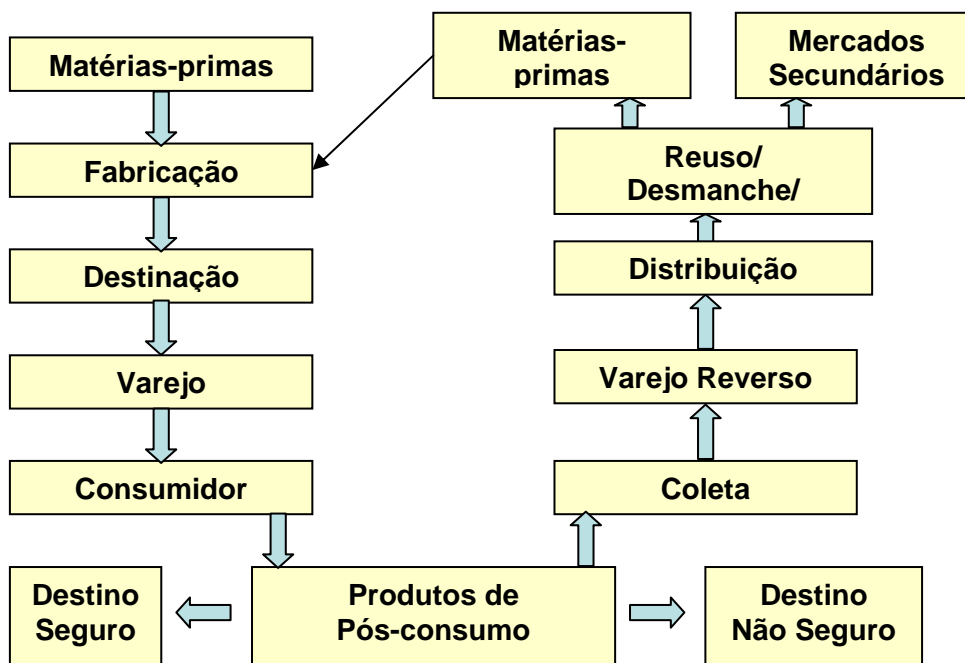 Matérias-primas
Fabricação
Destinação
Varejo
Consumidor
Matérias-
primas
Mercados
Secundários
Reuso/
Desmanche/
Distribuição
Varejo Reverso
Coleta
Destino
Seguro
Produtos de
Pós-consumo
Destino
Não Seguro